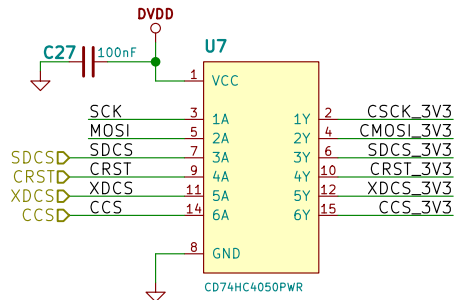 DVDD
C27 100nF U7
1 VCC
SCK 3 1A 1Y 2 CSCK_3V3
MOSI 5 2A 2Y 4 CMOSI_3V3
SDCS SDCS 7 3A 3Y 6 SDCS_3V3
CRST CRST 9 4A 4Y 10 CRST_3V3
XDCS XDCS 11 5A 5Y 12 XDCS_3V3
CCS CCS 14 6A 6Y 15 CCS_3V3
8 GND
CD74HC4050PWR